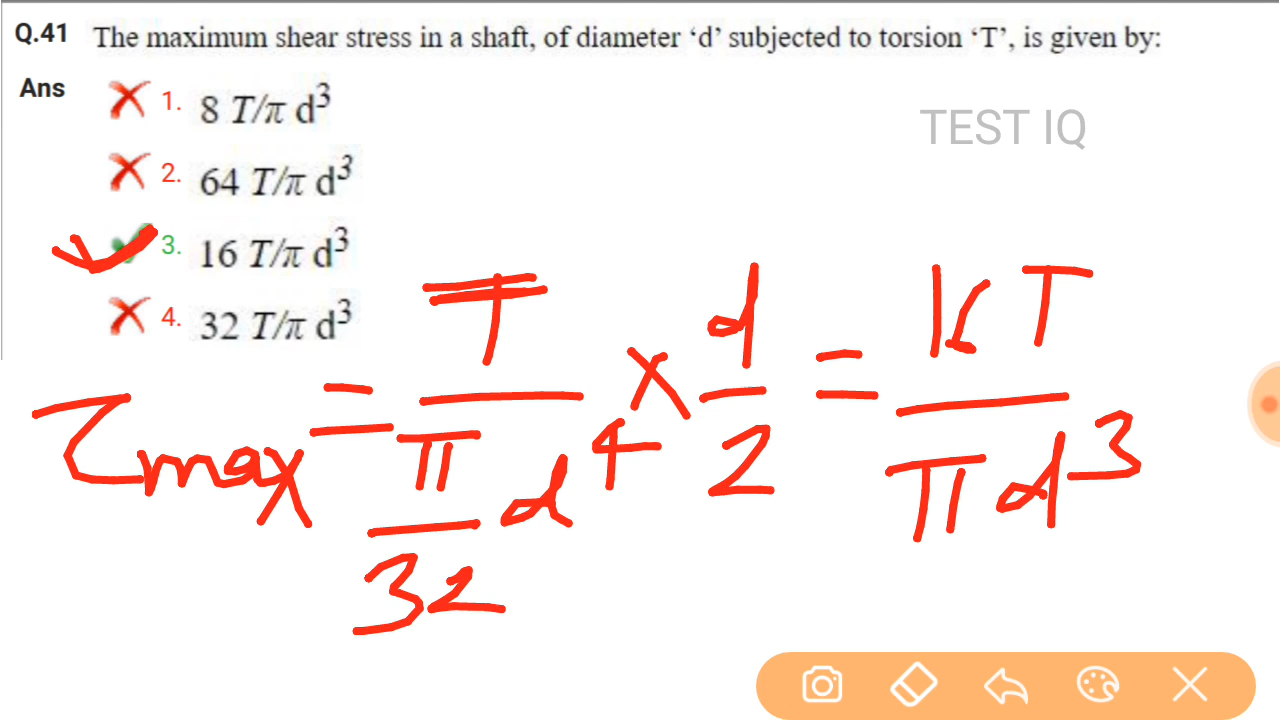 Q.41 The maximum shear stress in a shaft, of diameter ‘d’ subjected to torsion ‘T’, is given by:
Ans
1. 8 T/π d³
TEST IQ
2. 64 T/π d³
3. 16 T/π d³
4. 32 T/π d³
τmax = T / (π/32 d⁴) × d/2 = KT / πd³